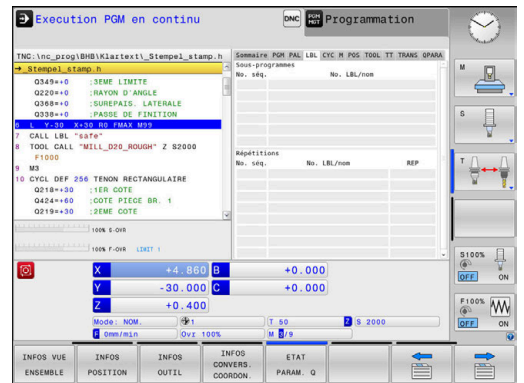 Execution PGM en continu
DNC PGM MGT Programmation
TNC:\nc_prog\BHB\Klartext\_Stempel_stamp.h
→_Stempel_stamp.h
Q349=+0 ;3EME LIMITE
Q220=+0 ;RAYON D'ANGLE
Q368=+0 ;SUREPAIS. LATERALE
Q338=+0 ;PASSE DE FINITION
6 L Y-30 X+30 R0 FMAX M99
7 CALL LBL "safe"
8 TOOL CALL "MILL_D20_ROUGH" Z S2000
F1000
9 M3
10 CYCL DEF 256 TENON RECTANGULAIRE
Q218=+30 ;1ER COTE
Q424=+60 ;COTE PIECE BR. 1
Q219=+30 ;2EME COTE
100% S-OVR
100% F-OVR LIMIT 1
Sommaire PGM PAL LBL CYC M POS TOOL TT TRANS QPARA
Sous-programmes
No. séq. No. LBL/nom
Répétitions
No. séq. No. LBL/nom REP
X +4.860 B +0.000
Y -30.000 C +0.000
Z +0.400
Mode: NOM. 1 T 50 Z S 2000
F 0mm/min Ovr 100% M 3/9
M
S
T
S100%
OFF ON
F100%
OFF ON
INFOS VUE ENSEMBLE
INFOS POSITION
INFOS OUTIL
INFOS CONVERS. COORDON.
ETAT PARAM. Q